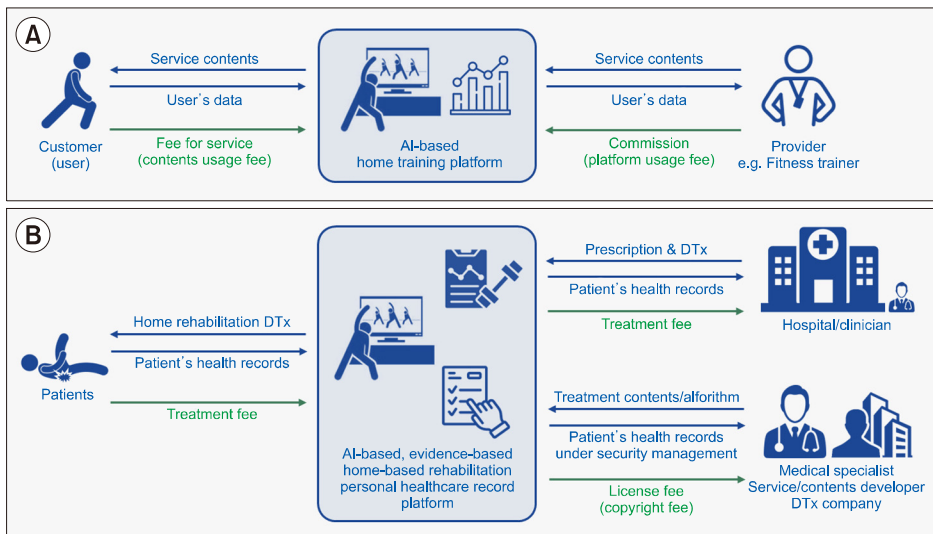 A
Service contents
User´s data
Fee for service
(contents usage fee)
Customer
(user)
AI-based
home training platform
Service contents
User´s data
Commission
(platform usage fee)
Provider
e.g. Fitness trainer
B
Home rehabilitation DTx
Patient´s health records
Treatment fee
Patients
AI-based, evidence-based
home-based rehabilitation
personal healthcare record
platform
Prescription & DTx
Patient´s health records
Treatment fee
Hospital/clinician
Treatment contents/alforithm
Patient´s health records
under security management
License fee
(copyright fee)
Medical specialist
Service/contents developer
DTx company